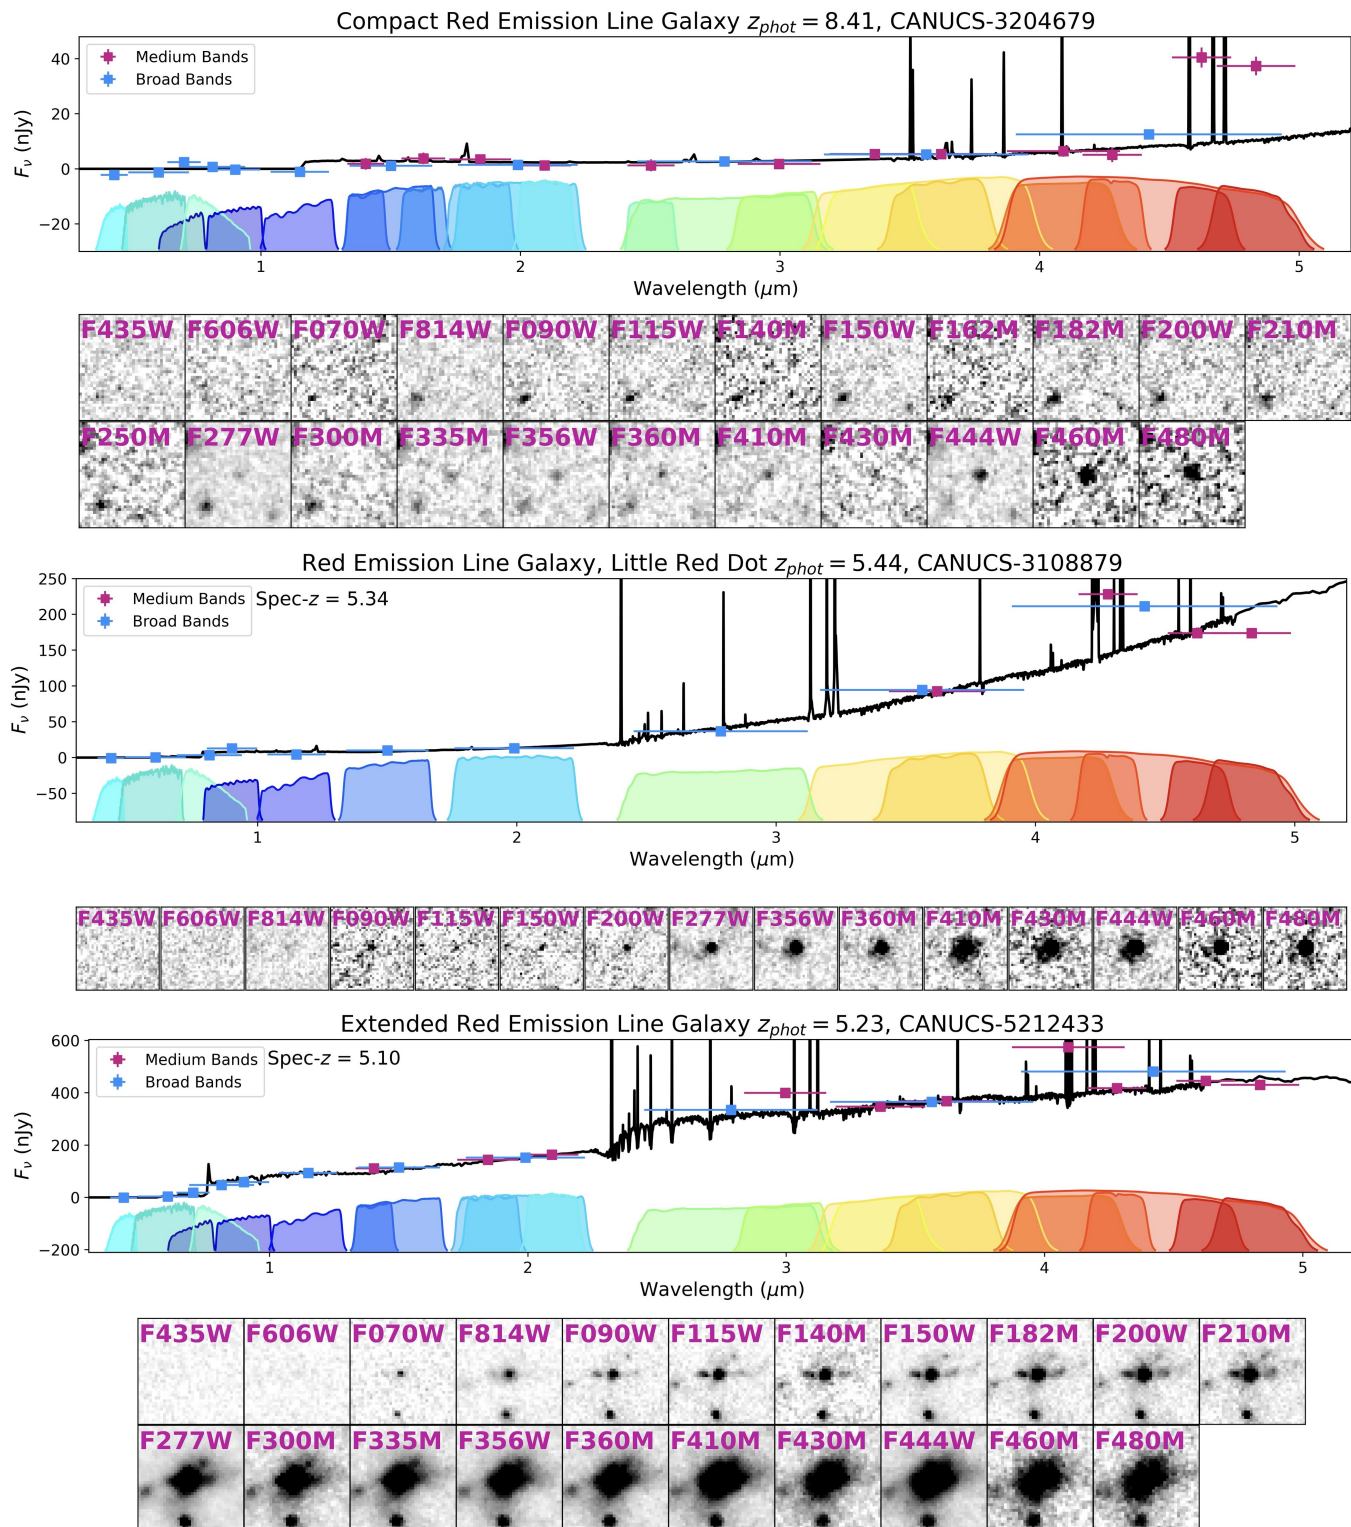 Compact Red Emission Line Galaxy z_phot = 8.41, CANUCS-3204679
Medium Bands
Broad Bands
40
20
0
−20
F_ν (nJy)
1 2 3 4 5
Wavelength (μm)
F435W F606W F070W F814W F090W F115W F140M F150W F162M F182M F200W F210M
F250M F277W F300M F335M F356W F360M F410M F430M F444W F460M F480M
Red Emission Line Galaxy, Little Red Dot z_phot = 5.44, CANUCS-3108879
Medium Bands Spec-z = 5.34
Broad Bands
250
200
150
100
50
0
−50
F_ν (nJy)
1 2 3 4 5
Wavelength (μm)
F435W F606W F814W F090W F115W F150W F200W F277W F356W F360M F410M F430M F444W F460M F480M
Extended Red Emission Line Galaxy z_phot = 5.23, CANUCS-5212433
Medium Bands Spec-z = 5.10
Broad Bands
600
400
200
0
−200
F_ν (nJy)
1 2 3 4 5
Wavelength (μm)
F435W F606W F070W F814W F090W F115W F140M F150W F182M F200W F210M
F277W F300M F335M F356W F360M F410M F430M F444W F460M F480M